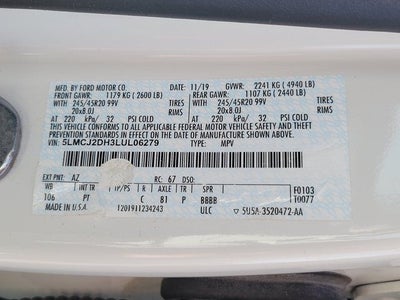 MFD. BY FORD MOTOR CO. 11/19 GVWR: 2241 KG (4940 LB)
FRONT GAWR: 1179 KG (2600 LB) REAR GAWR: 1107 KG (2440 LB)
WITH 245/45R20 99V TIRES WITH 245/45R20 99V TIRES
20x8.0J RIMS 20x8.0J RIMS
AT 220 kPa/ 32 PSI COLD AT 220 kPa/ 32 PSI COLD
THIS VEHICLE CONFORMS TO ALL APPLICABLE FEDERAL MOTOR VEHICLE SAFETY AND THEFT
PREVENTION STANDARDS IN EFFECT ON THE DATE OF MANUFACTURE SHOWN ABOVE.
VIN: 5LMCJ2DH3LUL06279 TYPE: MPV
EXT PNT: AZ RC: 67 DSO:
WB BRK INT TR TP/PS R AXLE TR SPR F0103
106 PT C 81 P BBBB 10077
MADE IN U.S.A. 1201911234243 ULC 5U5A-3520472-AA